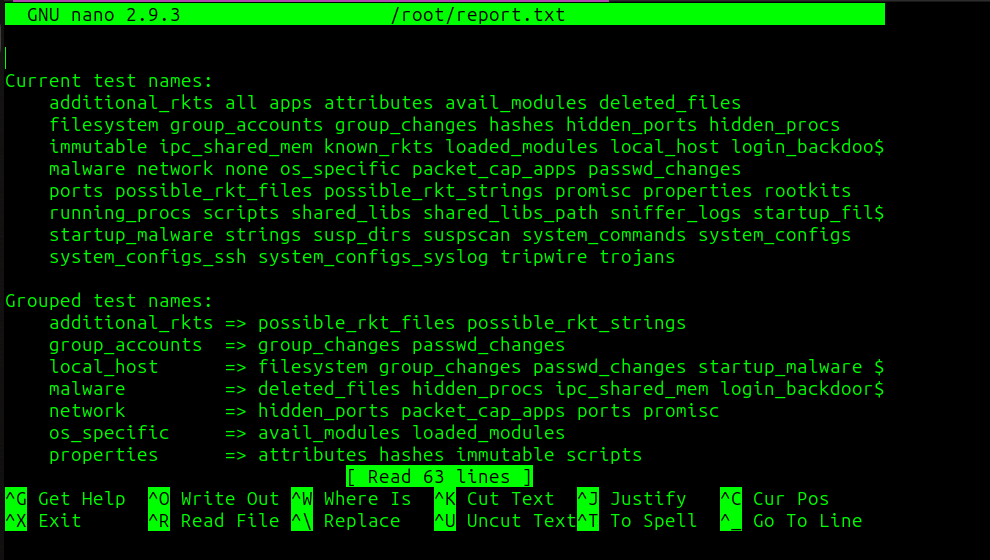 GNU nano 2.9.3 /root/report.txt
Current test names:
additional_rkts all apps attributes avail_modules deleted_files
filesystem group_accounts group_changes hashes hidden_ports hidden_procs
immutable ipc_shared_mem known_rkts loaded_modules local_host login_backdoo$
malware network none os_specific packet_cap_apps passwd_changes
ports possible_rkt_files possible_rkt_strings promisc properties rootkits
running_procs scripts shared_libs shared_libs_path sniffer_logs startup_fil$
startup_malware strings susp_dirs suspscan system_commands system_configs
system_configs_ssh system_configs_syslog tripwire trojans
Grouped test names:
additional_rkts => possible_rkt_files possible_rkt_strings
group_accounts => group_changes passwd_changes
local_host => filesystem group_changes passwd_changes startup_malware $
malware => deleted_files hidden_procs ipc_shared_mem login_backdoor$
network => hidden_ports packet_cap_apps ports promisc
os_specific => avail_modules loaded_modules
properties => attributes hashes immutable scripts
[ Read 63 lines ]
^G Get Help ^O Write Out ^W Where Is ^K Cut Text ^J Justify ^C Cur Pos
^X Exit ^R Read File ^\ Replace ^U Uncut Text ^T To Spell ^_ Go To Line